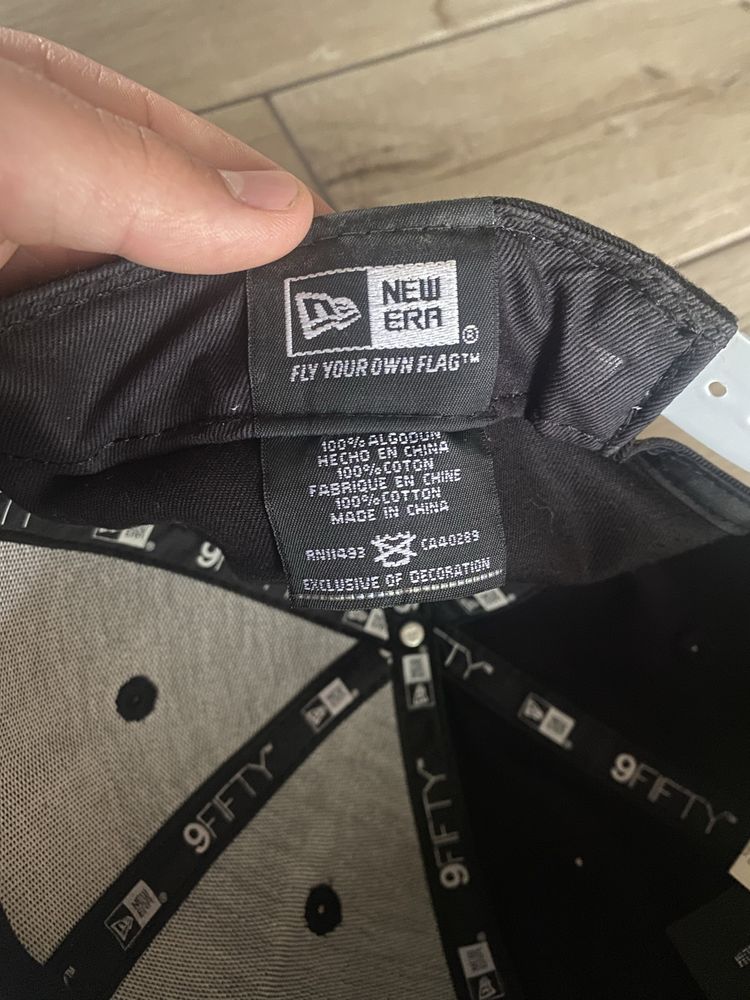 NEW
ERA®
FLY YOUR OWN FLAG™
100% ALGODON
HECHO EN CHINA
100% COTON
FABRIQUE EN CHINE
100% COTTON
MADE IN CHINA
RN11493 CA40289
EXCLUSIVE OF DECORATION
9FIFTY
9FIFTY
9FIFTY